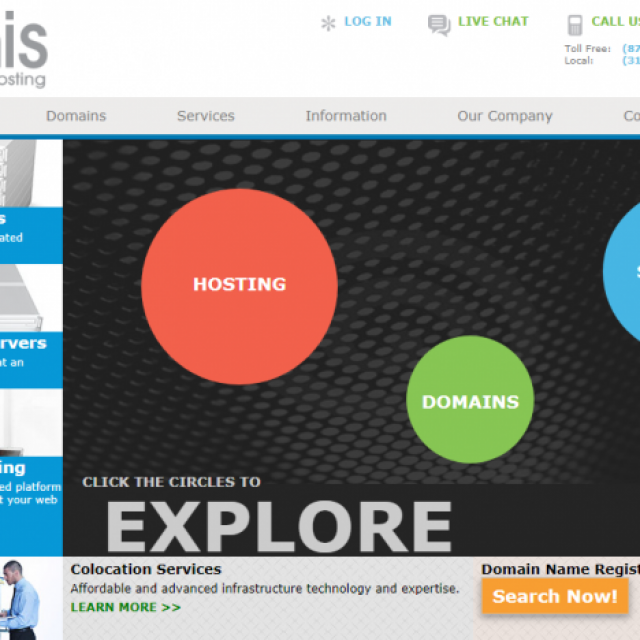 LOG IN
LIVE CHAT
CALL US
Toll Free: (87
Local: (31
osting
Domains
Services
Information
Our Company
Co
ated
HOSTING
rvers
at an
DOMAINS
ing
ed platform
t your web
CLICK THE CIRCLES TO
EXPLORE
Colocation Services
Affordable and advanced infrastructure technology and expertise.
LEARN MORE >>
Domain Name Regist
Search Now!